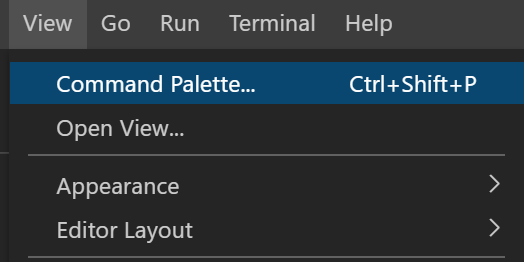 View Go Run Terminal Help
Command Palette... Ctrl+Shift+P
Open View...
Appearance
Editor Layout